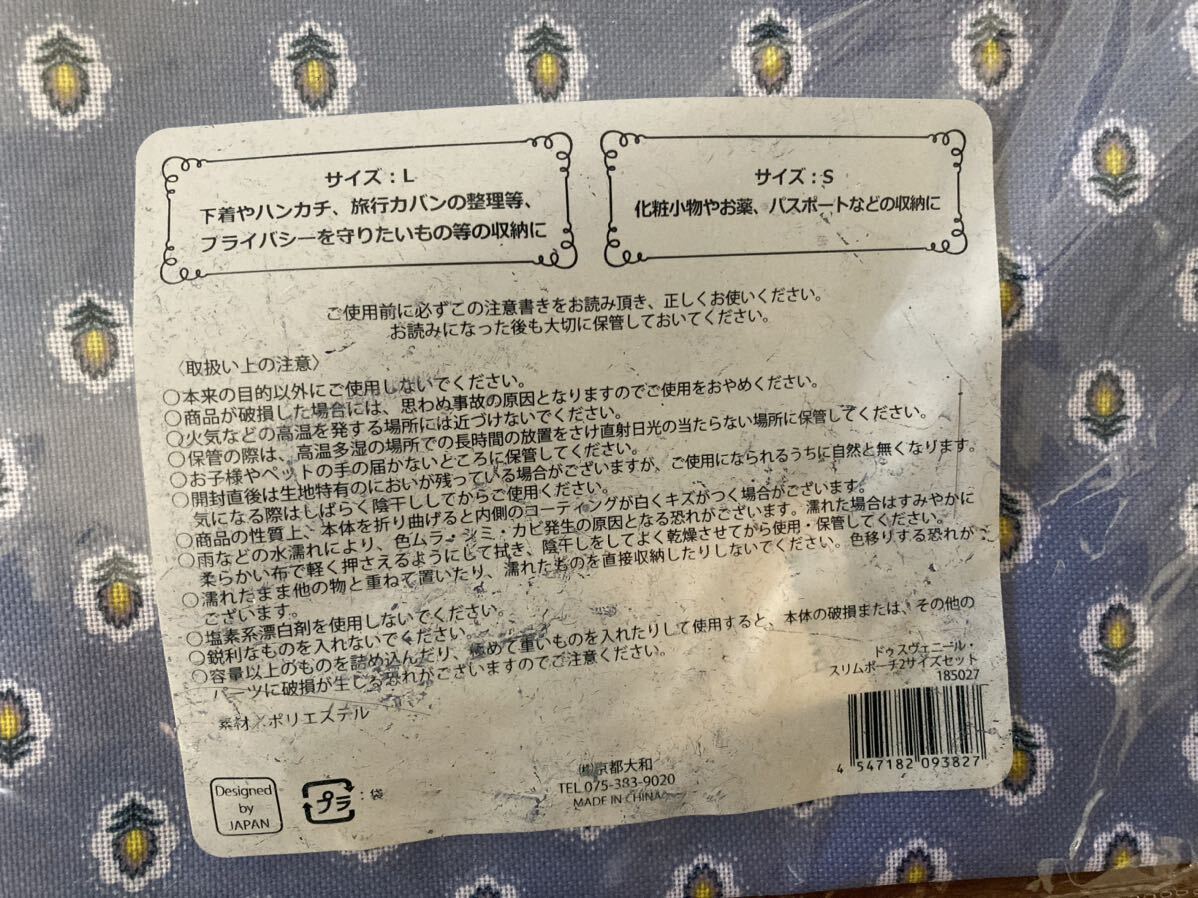 サイズ：L
下着やハンカチ、旅行カバンの整理等、
プライバシーを守りたいもの等の収納に
サイズ：S
化粧小物やお薬、パスポートなどの収納に
ご使用前に必ずこの注意書きをお読み頂き、正しくお使いください。
お読みになった後も大切に保管しておいてください。
〈取扱い上の注意〉
○本来の目的以外にご使用しないでください。
○商品が破損した場合には、思わぬ事故の原因となりますのでご使用をおやめください。
○火気などの高温を発する場所には近づけないでください。
○保管の際は、高温多湿の場所での長時間の放置をさけ直射日光の当たらない場所に保管してください。
○お子様やペットの手の届かないところに保管してください。
○開封直後は生地特有のにおいが残っている場合がございますが、ご使用になられるうちに自然と無くなります。
気になる際はしばらく陰干ししてからご使用ください。
○商品の性質上、本体を折り曲げると内側のコーティングが白くキズがつく場合がございます。
○雨などの水濡れにより、色ムラ・シミ・カビ発生の原因となる恐れがございます。濡れた場合はすみやかに
柔らかい布で軽く押さえるようにして拭き、陰干しをしてよく乾燥させてから使用・保管してください。
○濡れたまま他の物と重ねて置いたり、濡れたものを直接収納したりしないでください。色移りする恐れが
ございます。
○塩素系漂白剤を使用しないでください。
○鋭利なものを入れないでください。
○容量以上のものを詰め込んだり、極めて重いものを入れたりして使用すると、本体の破損または、その他の
パーツに破損が生じる恐れがございますのでご注意ください。
素材／ポリエステル
ドゥスヴェニール・
スリムポーチ2サイズセット
185027
4 547182 093827
Designed
by
JAPAN
プラ
：袋
㈱京都大和
TEL 075-383-9020
MADE IN CHINA